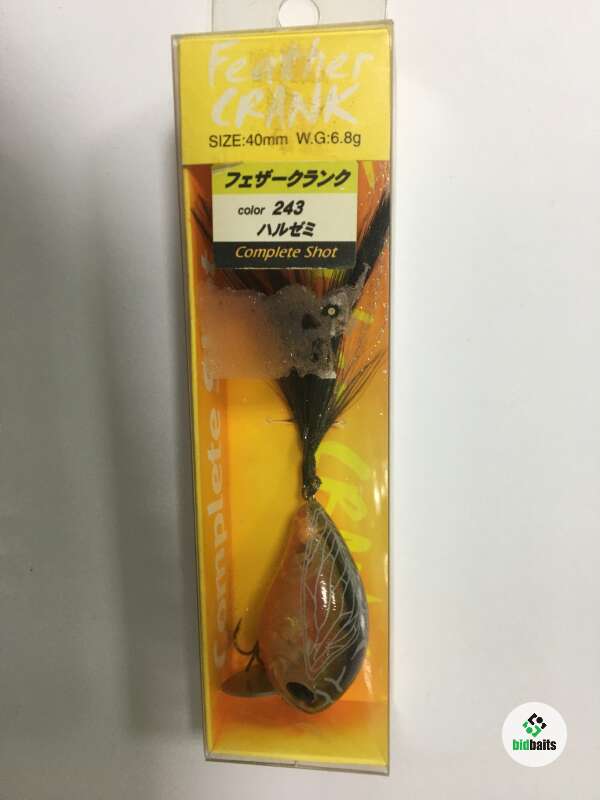 Feather
CRANK
SIZE:40mm W.G:6.8g
フェザークランク
color 243
ハルゼミ
Complete Shot
Complete
bidbaits